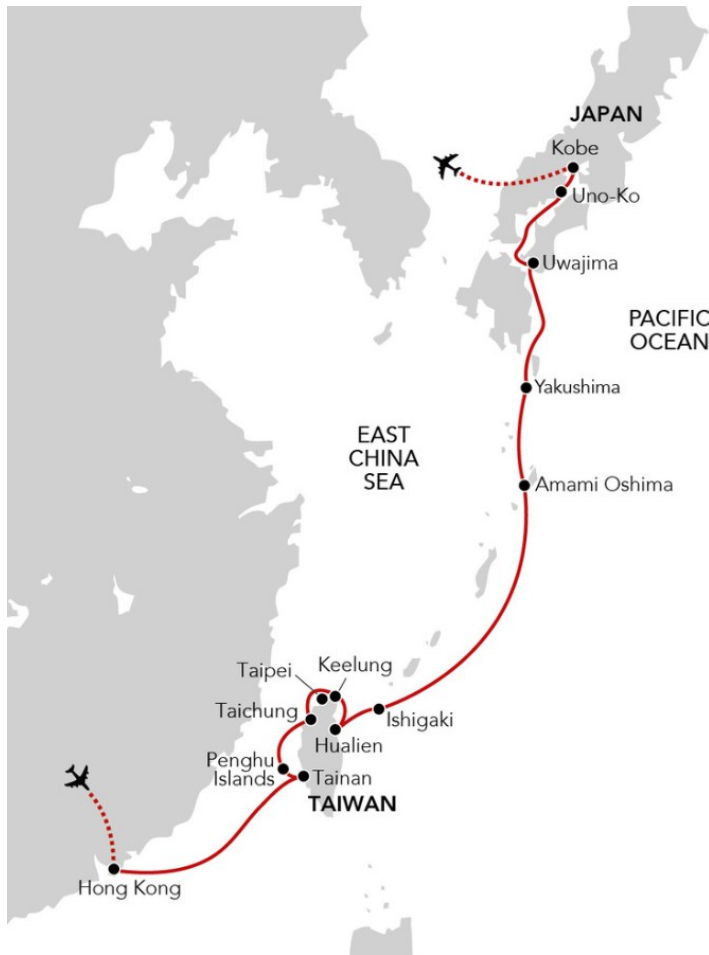 JAPAN
Kobe
Uno-Ko
Uwajima
PACIFIC
OCEAN
Yakushima
EAST
CHINA
SEA
Amami Oshima
Keelung
Taipei
Taichung
Ishigaki
Hualien
Penghu
Islands
Tainan
TAIWAN
Hong Kong